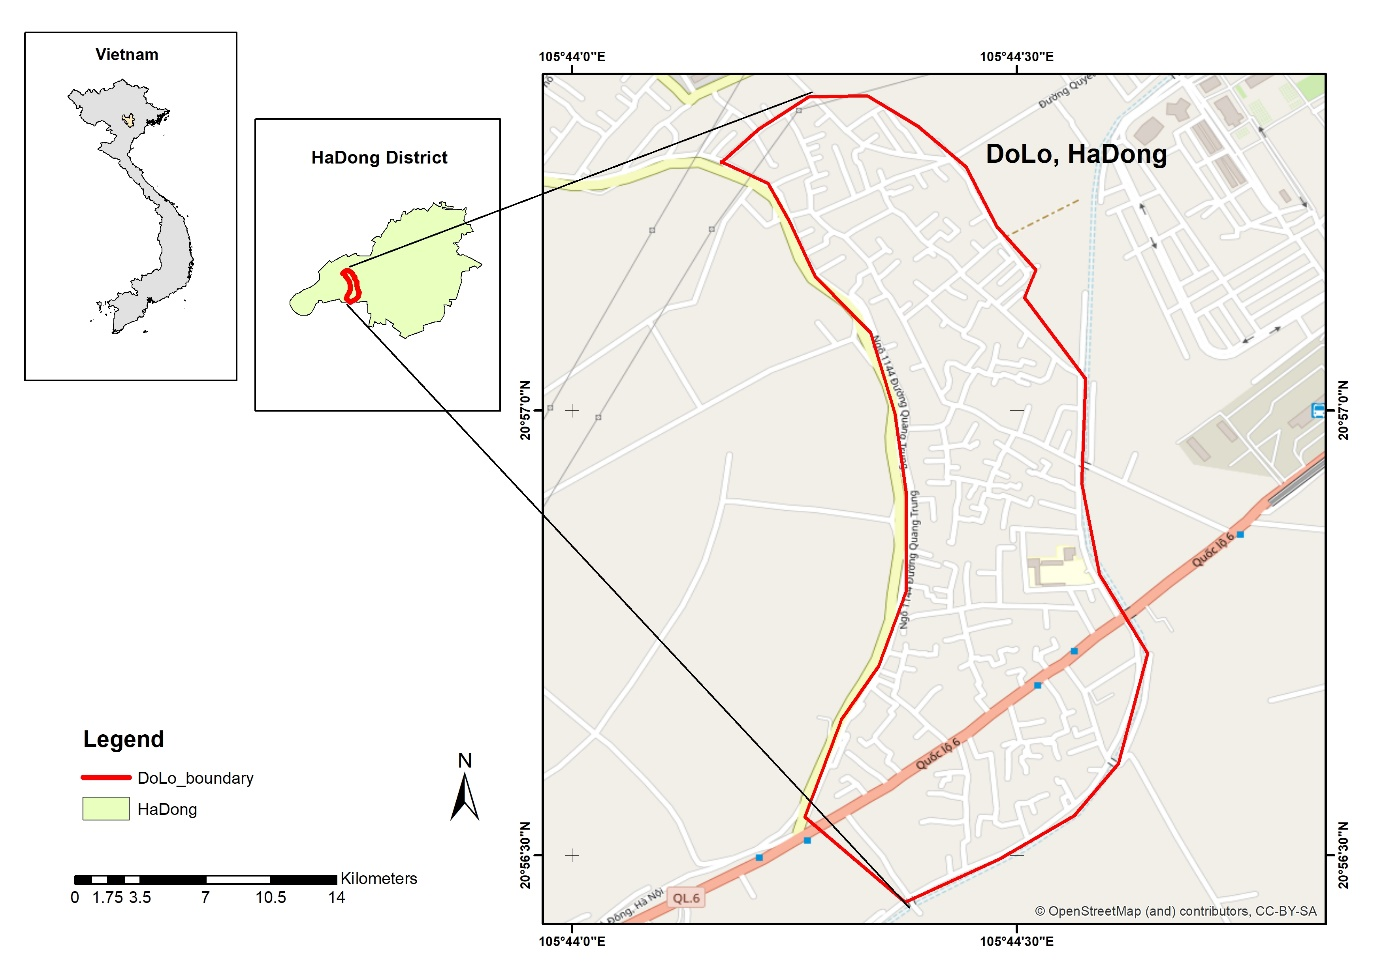 Vietnam
HaDong District
105°44'0"E
105°44'30"E
Đường Quyế
DoLo, HaDong
Ngõ 1144 Đường Quang Trung
20°57'0"N
20°57'0"N
Ngõ 1144 Đường Quang Trung
Quốc lộ 6
Quốc lộ 6
Legend
DoLo_boundary
HaDong
N
20°56'30"N
20°56'30"N
Kilometers
0 1.75 3.5 7 10.5 14
QL.6
Đông, Hà Nội
© OpenStreetMap (and) contributors, CC-BY-SA
105°44'0"E
105°44'30"E